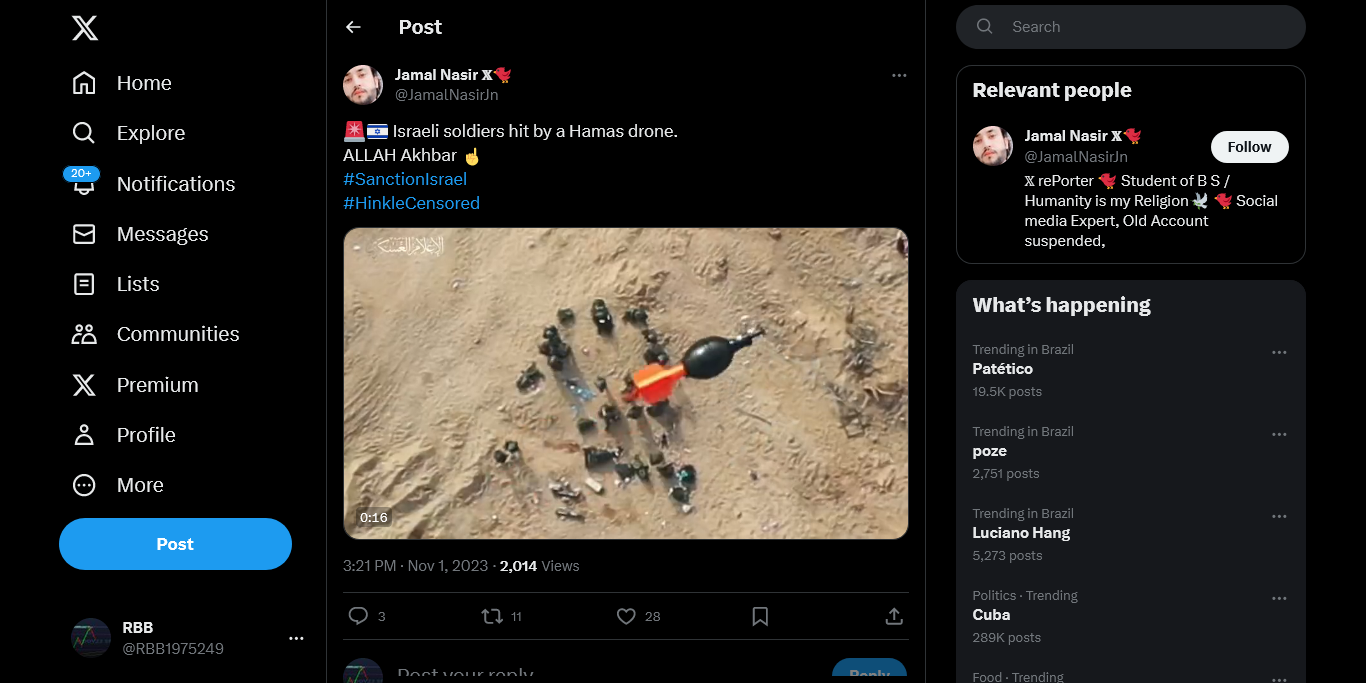 Home
Explore
20+
Notifications
Messages
Lists
Communities
Premium
Profile
More
Post
RBB
@RBB1975249
Post
Jamal Nasir 𝕏
@JamalNasirJn
Israeli soldiers hit by a Hamas drone.
ALLAH Akhbar
#SanctionIsrael
#HinkleCensored
0:16
3:21 PM · Nov 1, 2023 · 2,014 Views
3
11
28
Post your reply
Reply
Search
Relevant people
Jamal Nasir 𝕏
@JamalNasirJn
Follow
𝕏 rePorter Student of B S /
Humanity is my Religion Social
media Expert, Old Account
suspended,
What's happening
Trending in Brazil
Patético
19.5K posts
Trending in Brazil
poze
2,751 posts
Trending in Brazil
Luciano Hang
5,273 posts
Politics · Trending
Cuba
289K posts
Food · Trending